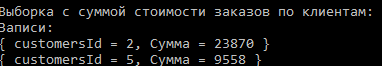 Выборка с суммой стоимости заказов по клиентам:
Записи:
{ customersId = 2, Сумма = 23870 }
{ customersId = 5, Сумма = 9558 }